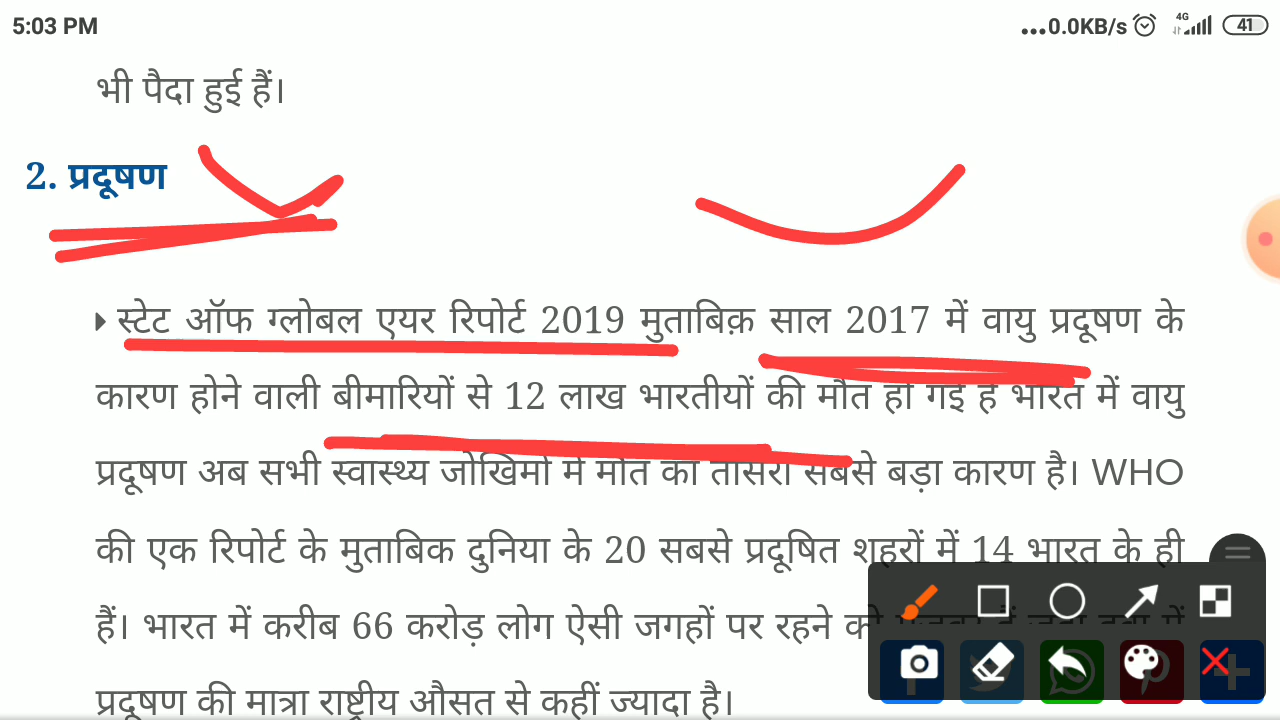 5:03 PM
...0.0KB/s 4G 41
भी पैदा हुई हैं।
2. प्रदूषण
स्टेट ऑफ ग्लोबल एयर रिपोर्ट 2019 मुताबिक़ साल 2017 में वायु प्रदूषण के
कारण होने वाली बीमारियों से 12 लाख भारतीयों की मौत हो गई है भारत में वायु
प्रदूषण अब सभी स्वास्थ्य जोखिमों में मौत का तीसरा सबसे बड़ा कारण है। WHO
की एक रिपोर्ट के मुताबिक दुनिया के 20 सबसे प्रदूषित शहरों में 14 भारत के ही
हैं। भारत में करीब 66 करोड़ लोग ऐसी जगहों पर रहने को
प्रदूषण की मात्रा राष्ट्रीय औसत से कहीं ज्यादा है।